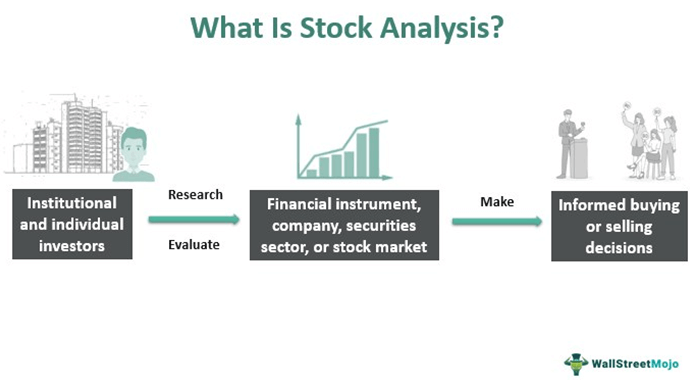 What Is Stock Analysis?
Institutional
and individual
investors
Research
Evaluate
Financial instrument,
company, securities
sector, or stock market
Make
Informed buying
or selling
decisions
WallStreetMojo